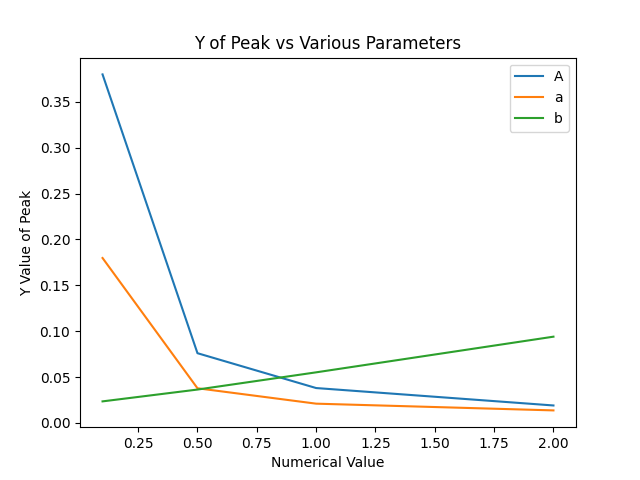 Y of Peak vs Various Parameters
A
a
b
Y Value of Peak
0.35
0.30
0.25
0.20
0.15
0.10
0.05
0.00
0.25 0.50 0.75 1.00 1.25 1.50 1.75 2.00
Numerical Value